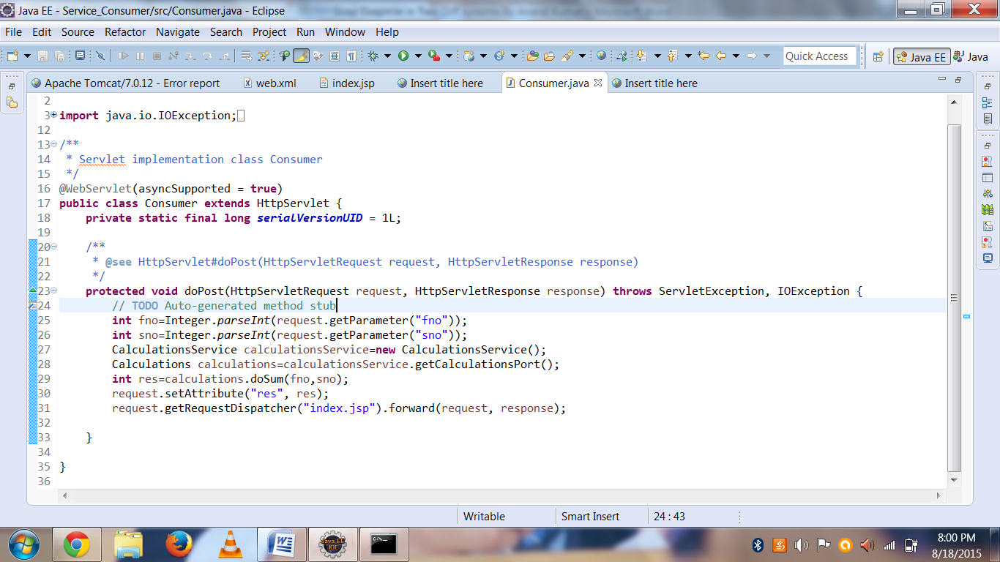 Java EE - Service_Consumer/src/Consumer.java - Eclipse
File Edit Source Refactor Navigate Search Project Run Window Help
Quick Access
Java EE
Java
Apache Tomcat/7.0.12 - Error report
web.xml
index.jsp
Insert title here
Consumer.java
Insert title here
2
3 import java.io.IOException;
12
13 /**
14 * Servlet implementation class Consumer
15 */
16 @WebServlet(asyncSupported = true)
17 public class Consumer extends HttpServlet {
18 private static final long serialVersionUID = 1L;
19
20 /**
21 * @see HttpServlet#doPost(HttpServletRequest request, HttpServletResponse response)
22 */
23 protected void doPost(HttpServletRequest request, HttpServletResponse response) throws ServletException, IOException {
24 // TODO Auto-generated method stub
25 int fno=Integer.parseInt(request.getParameter("fno"));
26 int sno=Integer.parseInt(request.getParameter("sno"));
27 CalculationsService calculationsService=new CalculationsService();
28 Calculations calculations=calculationsService.getCalculationsPort();
29 int res=calculations.doSum(fno,sno);
30 request.setAttribute("res", res);
31 request.getRequestDispatcher("index.jsp").forward(request, response);
32
33 }
34
35 }
36
Writable
Smart Insert
24 : 43
8:00 PM
8/18/2015